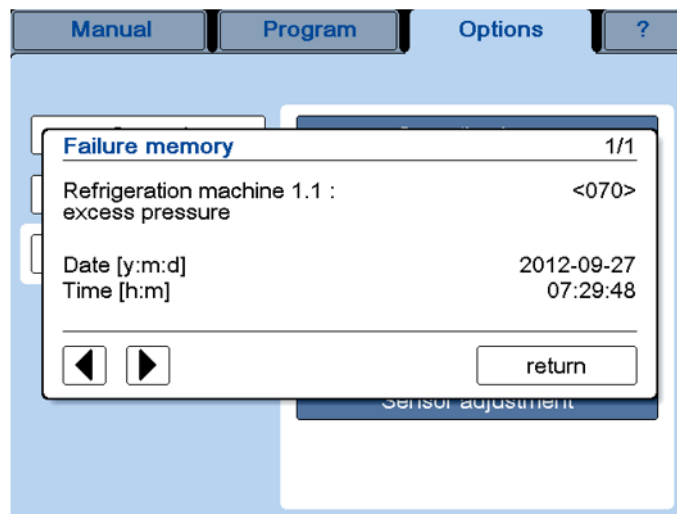 Manual Program Options ?
Failure memory 1/1
Refrigeration machine 1.1 : <070>
excess pressure
Date [y:m:d] 2012-09-27
Time [h:m] 07:29:48
return
Sensor adjustment